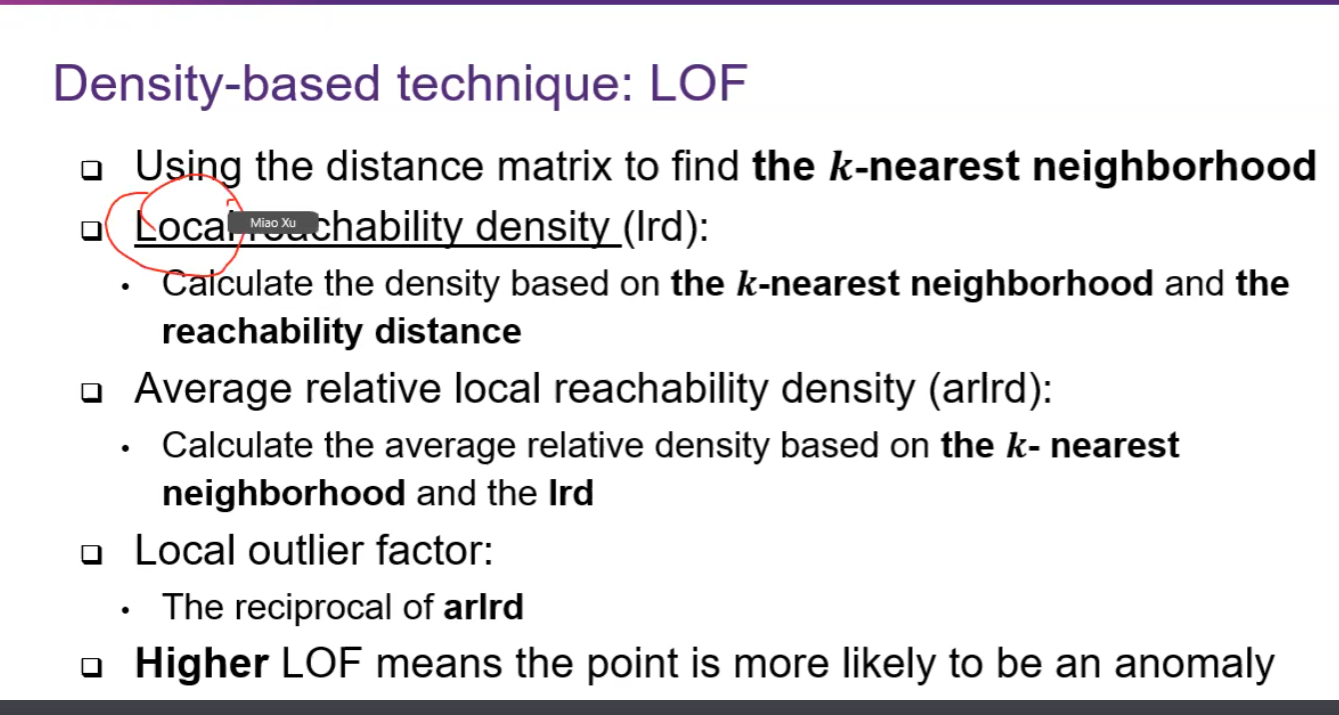 Density-based technique: LOF
Using the distance matrix to find the k-nearest neighborhood
Local reachability density (lrd):
Miao Xu
Calculate the density based on the k-nearest neighborhood and the
reachability distance
Average relative local reachability density (arlrd):
Calculate the average relative density based on the k- nearest
neighborhood and the lrd
Local outlier factor:
The reciprocal of arlrd
Higher LOF means the point is more likely to be an anomaly